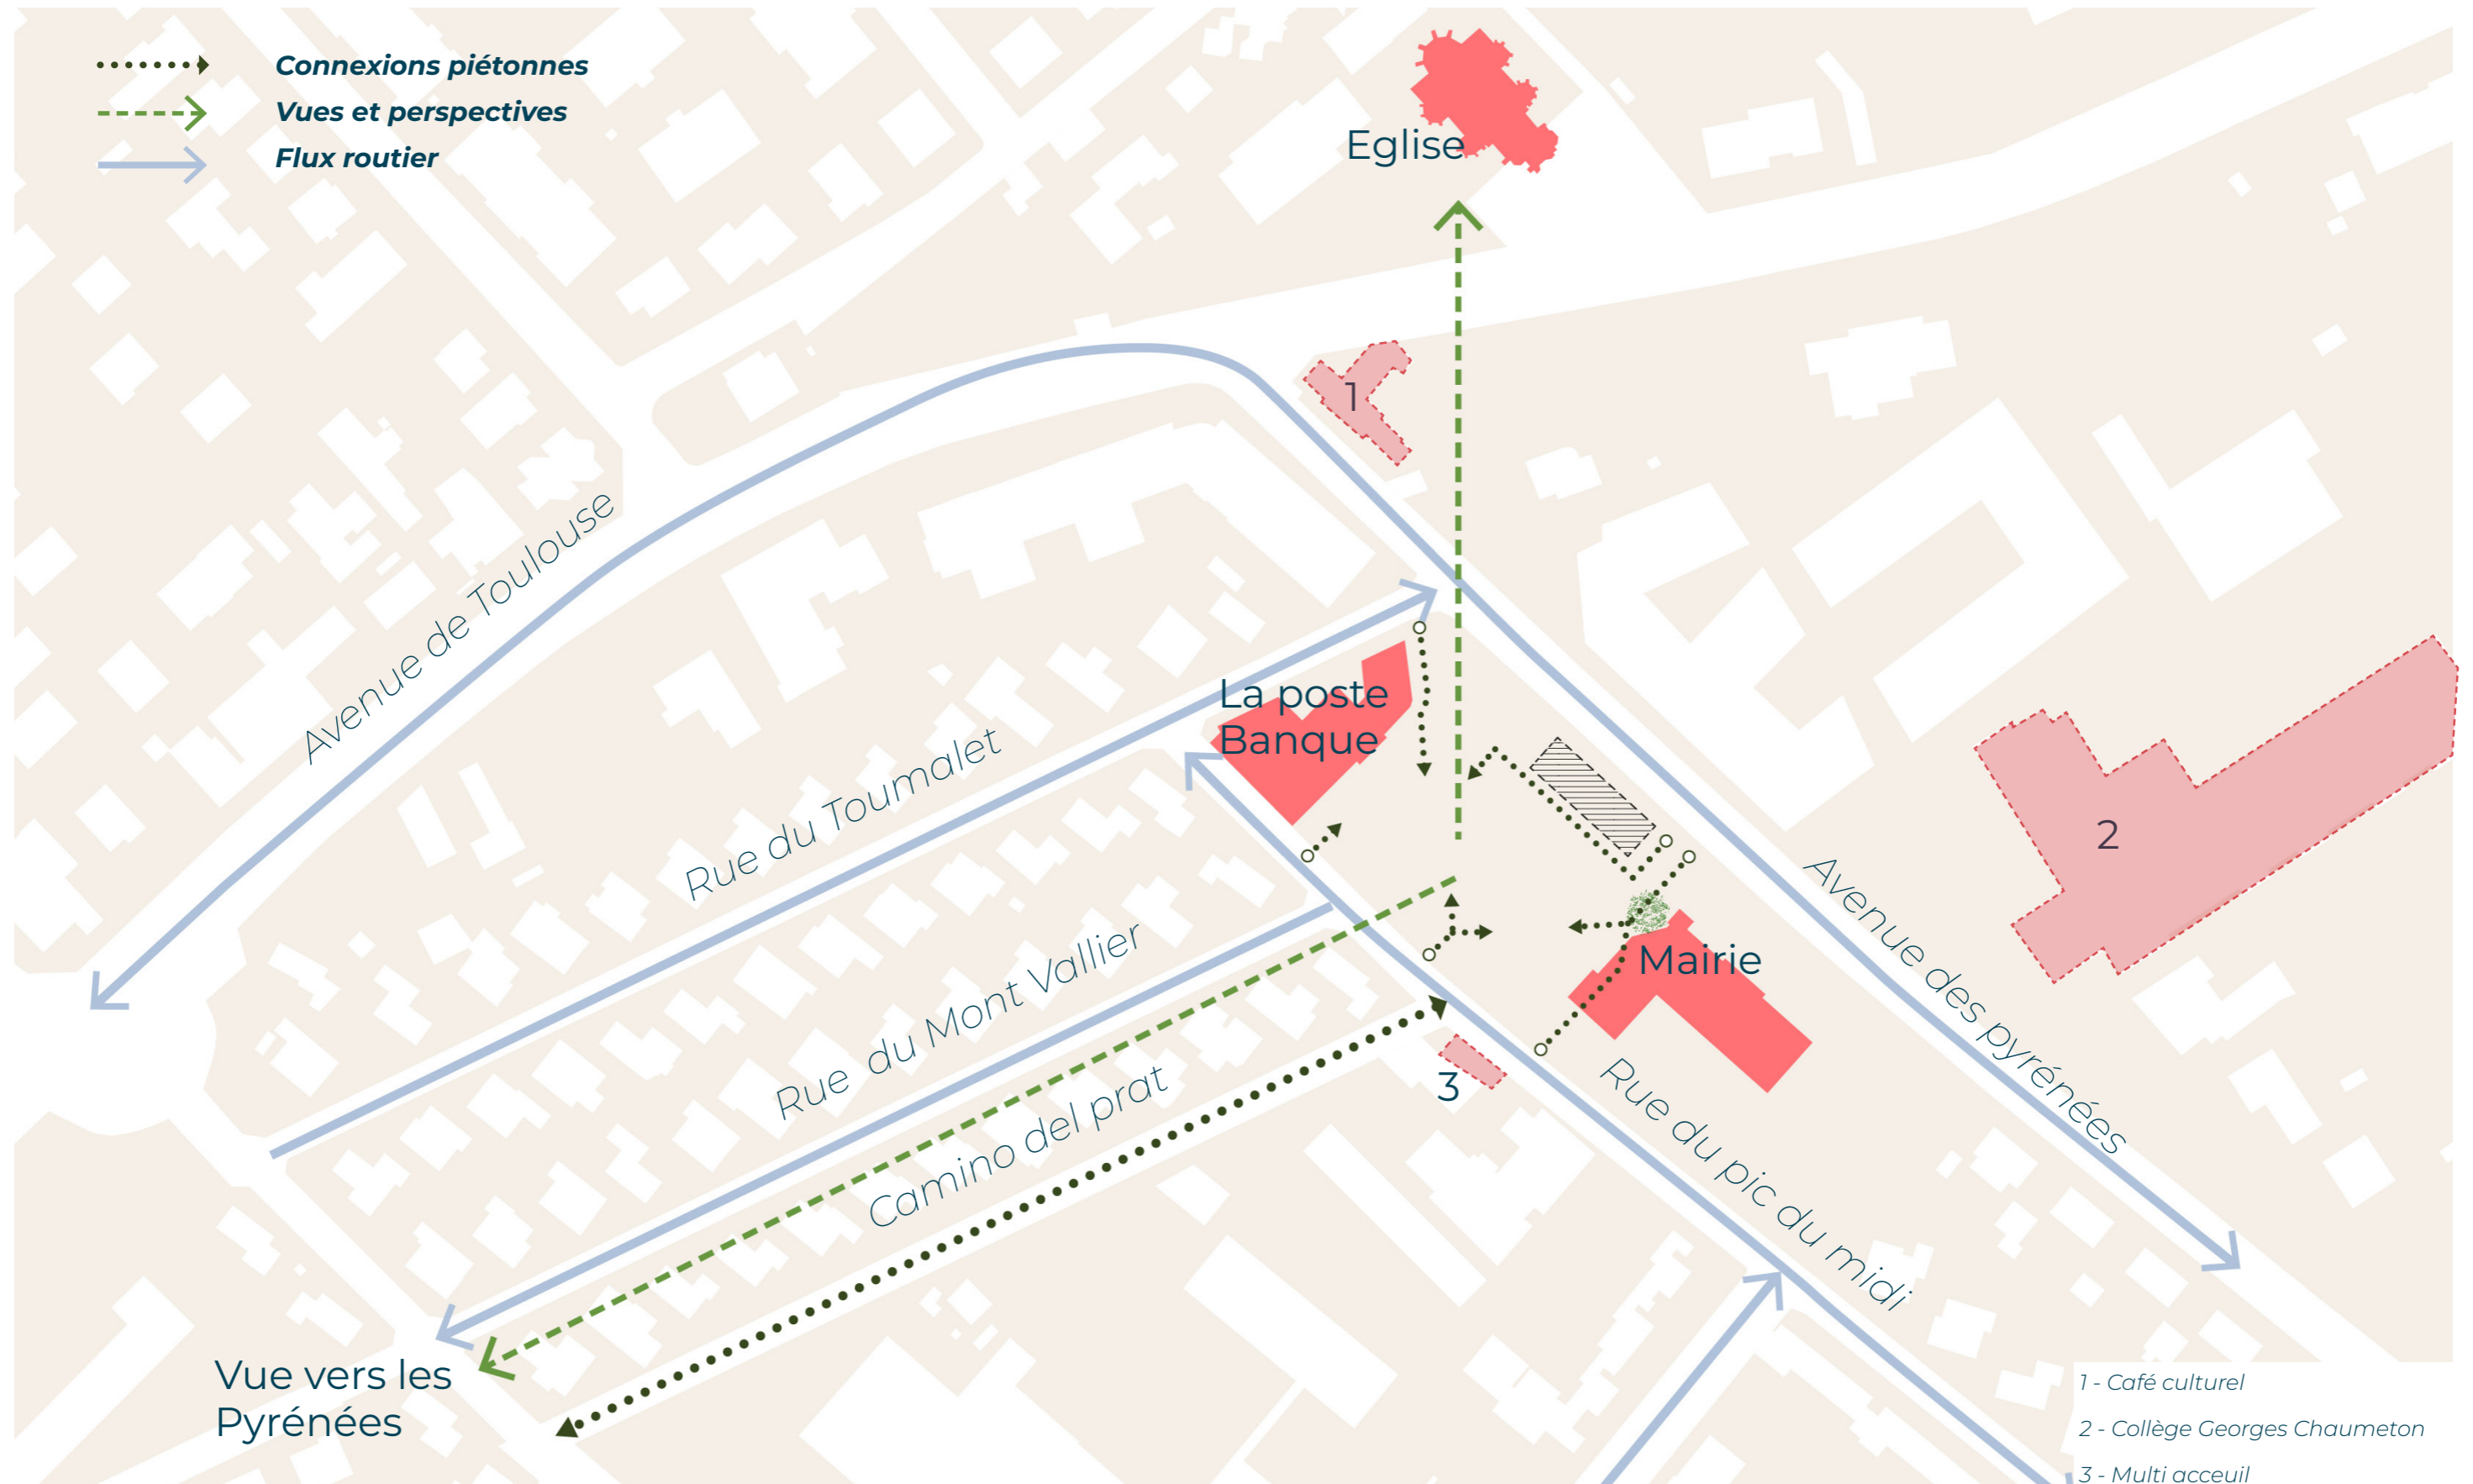 Connexions piétonnes
Vues et perspectives
Flux routier
Eglise
1
Avenue de Toulouse
La poste
Banque
Rue du Toumalet
2
Avenue des pyrénées
Mairie
Rue du Mont Vallier
Camino del prat
3
Rue du pic du midi
Vue vers les
Pyrénées
1 - Café culturel
2 - Collège Georges Chaumeton
3 - Multi acceuil